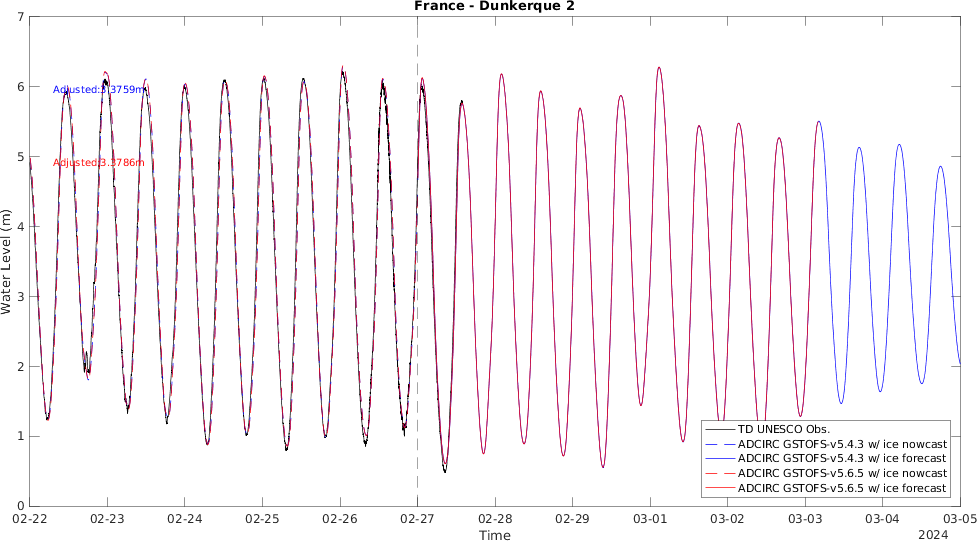 France - Dunkerque 2
7
6
5
4
3
2
1
0
Water Level (m)
Adjusted:3.3759m
Adjusted:3.3786m
TD UNESCO Obs.
ADCIRC GSTOFS-v5.4.3 w/ ice nowcast
ADCIRC GSTOFS-v5.4.3 w/ ice forecast
ADCIRC GSTOFS-v5.6.5 w/ ice nowcast
ADCIRC GSTOFS-v5.6.5 w/ ice forecast
02-22 02-23 02-24 02-25 02-26 02-27 02-28 02-29 03-01 03-02 03-03 03-04 03-05
Time
2024